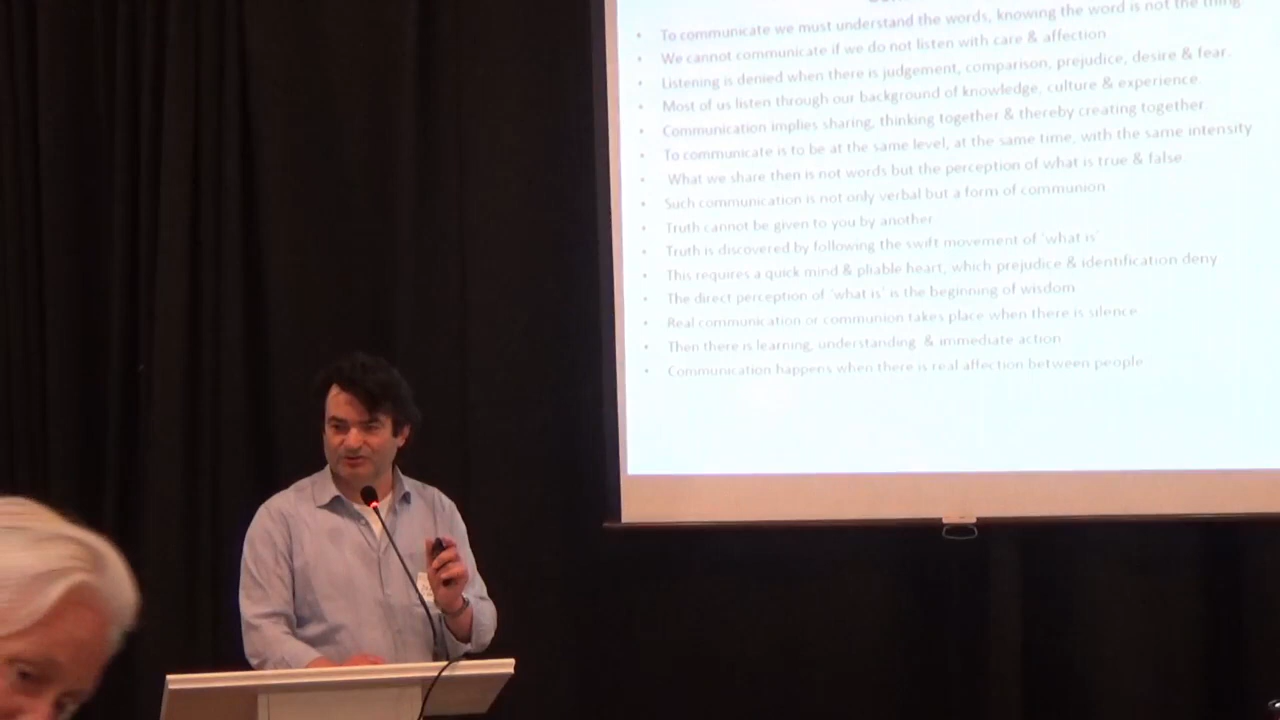 • To communicate we must understand the words, knowing the word is not the thing
• We cannot communicate if we do not listen with care & affection
• Listening is denied when there is judgement, comparison, prejudice, desire & fear.
• Most of us listen through our background of knowledge, culture & experience.
• Communication implies sharing, thinking together & thereby creating together.
• To communicate is to be at the same level, at the same time, with the same intensity
• What we share then is not words but the perception of what is true & false
• Such communication is not only verbal but a form of communion
• Truth cannot be given to you by another
• Truth is discovered by following the swift movement of ‘what is’
• This requires a quick mind & pliable heart, which prejudice & identification deny
• The direct perception of ‘what is’ is the beginning of wisdom
• Real communication or communion takes place when there is silence
• Then there is learning, understanding & immediate action
• Communication happens when there is real affection between people